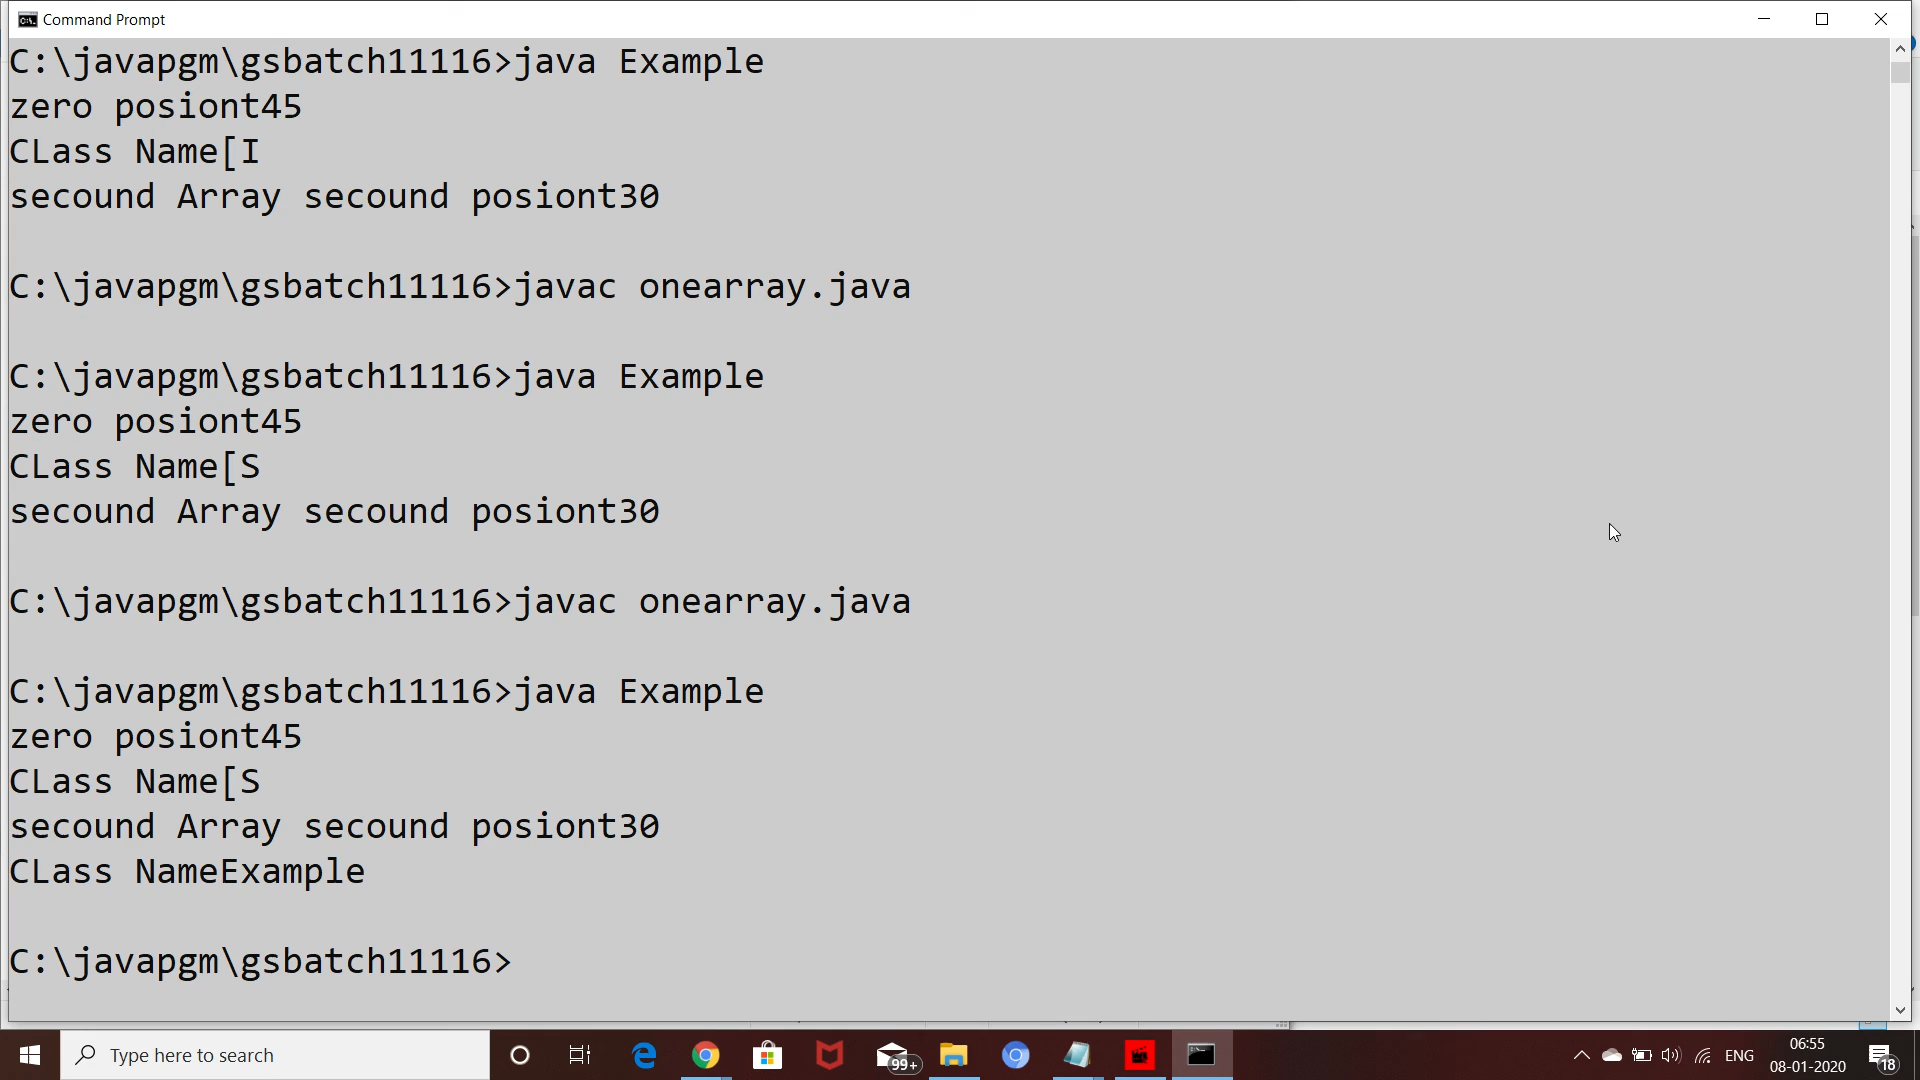 Command Prompt
C:\javapgm\gsbatch11116>java Example
zero posiont45
CLass Name[I
secound Array secound posiont30
C:\javapgm\gsbatch11116>javac onearray.java
C:\javapgm\gsbatch11116>java Example
zero posiont45
CLass Name[S
secound Array secound posiont30
C:\javapgm\gsbatch11116>javac onearray.java
C:\javapgm\gsbatch11116>java Example
zero posiont45
CLass Name[S
secound Array secound posiont30
CLass NameExample
C:\javapgm\gsbatch11116>
Type here to search
99+
ENG
06:55
08-01-2020
18